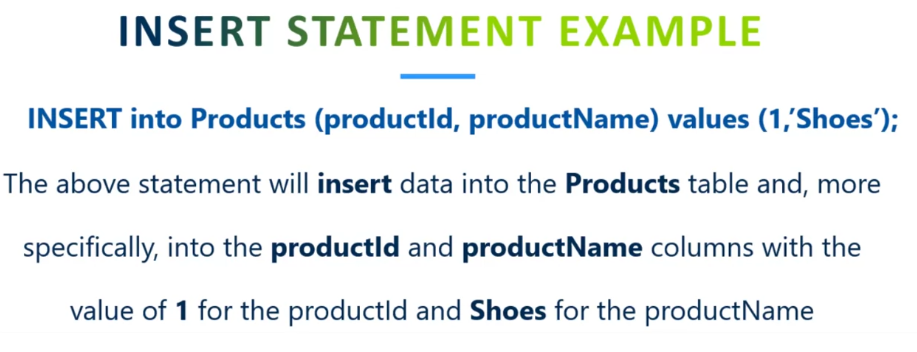 INSERT STATEMENT EXAMPLE
INSERT into Products (productId, productName) values (1,’Shoes’);
The above statement will insert data into the Products table and, more
specifically, into the productId and productName columns with the
value of 1 for the productId and Shoes for the productName